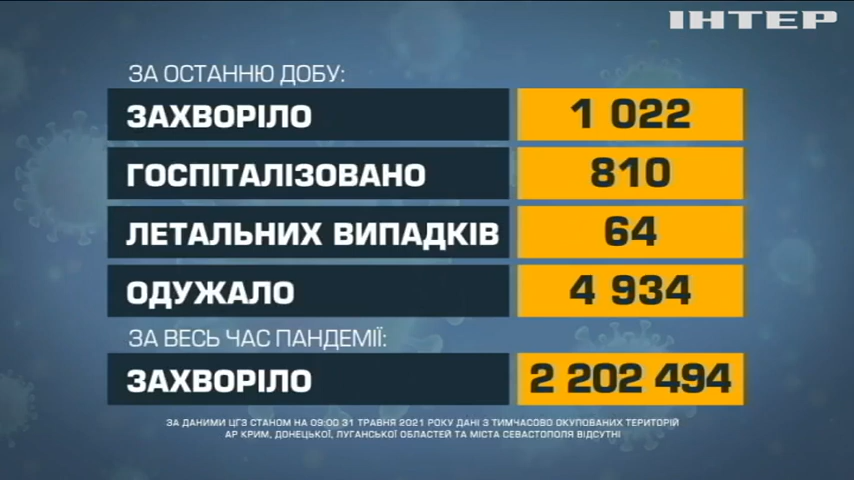 ІНТЕР
ЗА ОСТАННЮ ДОБУ:
ЗАХВОРІЛО 1 022
ГОСПІТАЛІЗОВАНО 810
ЛЕТАЛЬНИХ ВИПАДКІВ 64
ОДУЖАЛО 4 934
ЗА ВЕСЬ ЧАС ПАНДЕМІЇ:
ЗАХВОРІЛО 2 202 494
ЗА ДАНИМИ ЦГЗ СТАНОМ НА 09:00 31 ТРАВНЯ 2021 РОКУ ДАНІ З ТИМЧАСОВО ОКУПОВАНИХ ТЕРИТОРІЙ
АР КРИМ, ДОНЕЦЬКОЇ, ЛУГАНСЬКОЇ ОБЛАСТЕЙ ТА МІСТА СЕВАСТОПОЛЯ ВІДСУТНІ